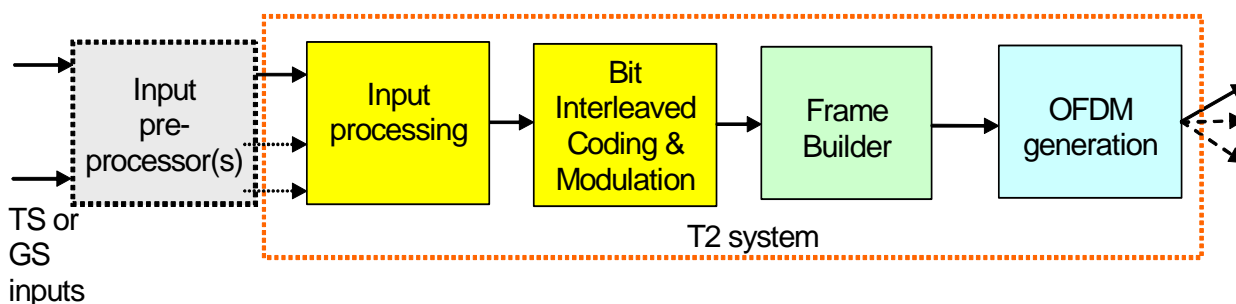 Input
pre-
processor(s)
TS or
GS
inputs
Input
processing
Bit
Interleaved
Coding &
Modulation
Frame
Builder
OFDM
generation
T2 system